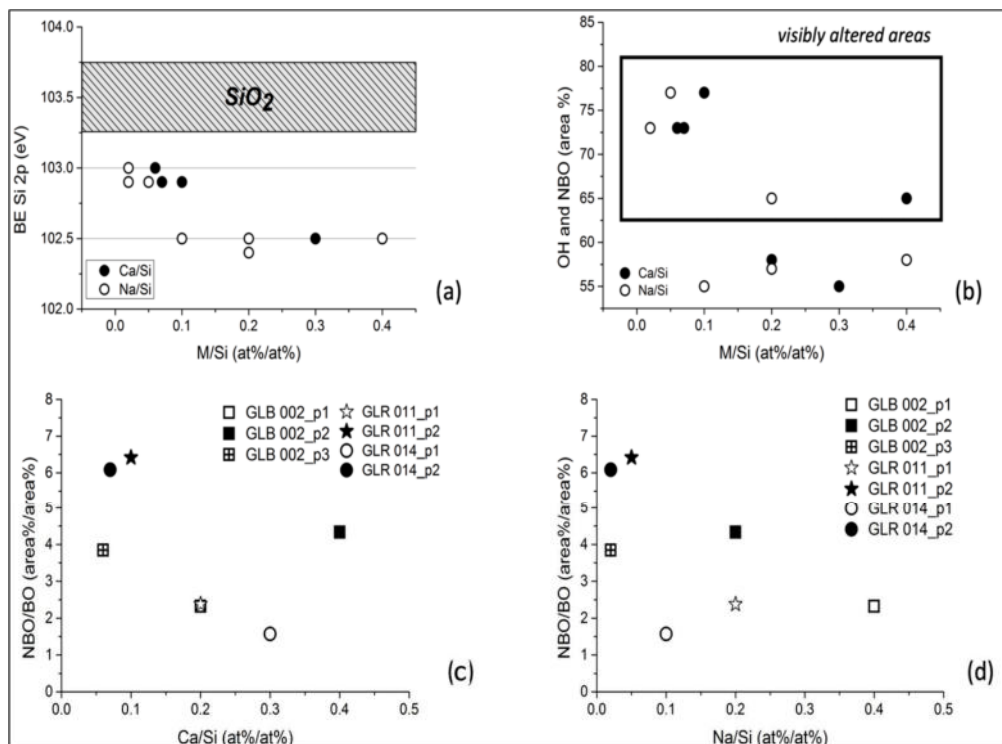 104.0
103.5
103.0
102.5
102.0
BE Si 2p (eV)
SiO2
Ca/Si
Na/Si
(a)
0.0 0.1 0.2 0.3 0.4
M/Si (at%/at%)
85
80
75
70
65
60
55
OH and NBO (area %)
visibly altered areas
Ca/Si
Na/Si
(b)
0.0 0.1 0.2 0.3 0.4
M/Si (at%/at%)
8
7
6
5
4
3
2
1
0
NBO/BO (area%/area%)
GLB 002_p1
GLB 002_p2
GLB 002_p3
GLR 011_p1
GLR 011_p2
GLR 014_p1
GLR 014_p2
(c)
0.0 0.1 0.2 0.3 0.4 0.5
Ca/Si (at%/at%)
8
7
6
5
4
3
2
1
0
NBO/BO (area%/area%)
GLB 002_p1
GLB 002_p2
GLB 002_p3
GLR 011_p1
GLR 011_p2
GLR 014_p1
GLR 014_p2
(d)
0.0 0.1 0.2 0.3 0.4 0.5
Na/Si (at%/at%)